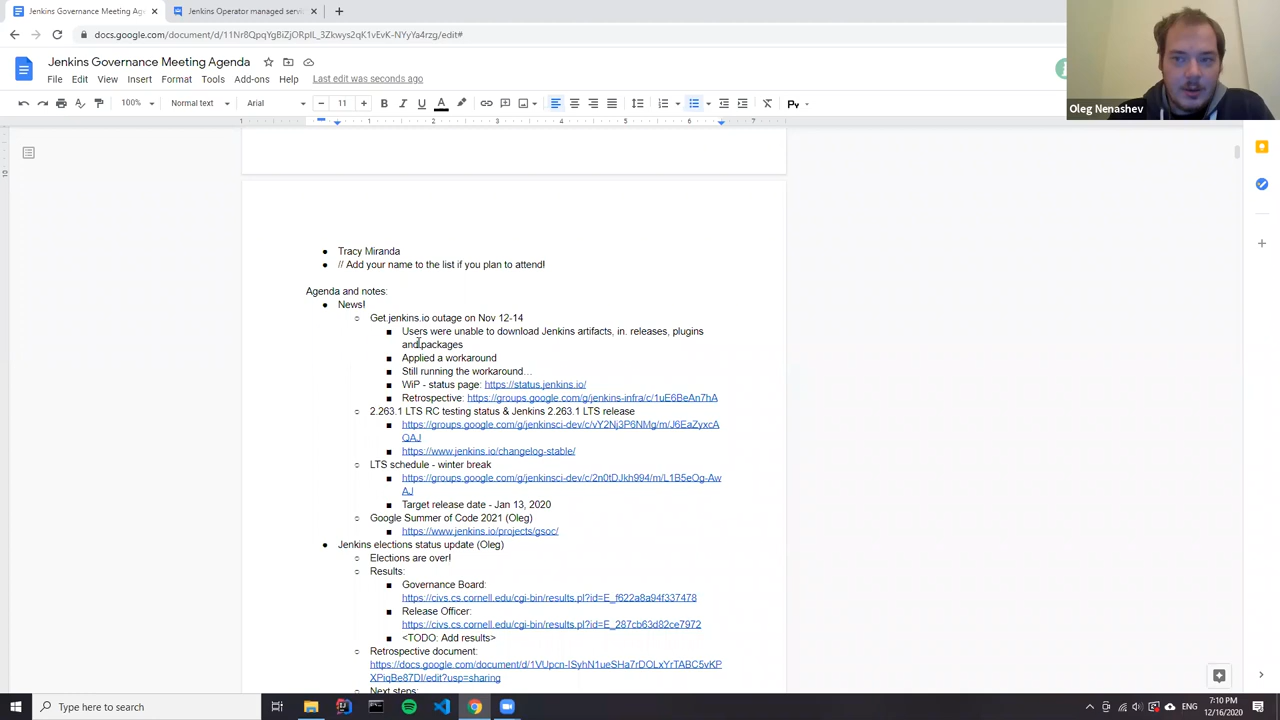 Jenkins Governance Meeting Age
Jenkins Operator managed servi
docs.google.com/document/d/11Nr8QpqYgBiZjORpIL_3Zkwys2qK1vEvK-NYyYa4rzg/edit#
Jenkins Governance Meeting Agenda
File Edit View Insert Format Tools Add-ons Help Last edit was seconds ago
100% Normal text Arial 11
Oleg Nenashev
● Tracy Miranda
● // Add your name to the list if you plan to attend!
Agenda and notes:
● News!
○ Get.jenkins.io outage on Nov 12-14
■ Users were unable to download Jenkins artifacts, in. releases, plugins
and packages
■ Applied a workaround
■ Still running the workaround…
■ WiP - status page: https://status.jenkins.io/
■ Retrospective: https://groups.google.com/g/jenkins-infra/c/1uE6BeAn7hA
○ 2.263.1 LTS RC testing status & Jenkins 2.263.1 LTS release
■ https://groups.google.com/g/jenkinsci-dev/c/vY2Nj3P6NMg/m/J6EaZyxcA
QAJ
■ https://www.jenkins.io/changelog-stable/
○ LTS schedule - winter break
■ https://groups.google.com/g/jenkinsci-dev/c/2n0tDJkh994/m/L1B5eOg-Aw
AJ
■ Target release date - Jan 13, 2020
○ Google Summer of Code 2021 (Oleg)
■ https://www.jenkins.io/projects/gsoc/
● Jenkins elections status update (Oleg)
○ Elections are over!
○ Results:
■ Governance Board:
https://civs.cs.cornell.edu/cgi-bin/results.pl?id=E_f622a8a94f337478
■ Release Officer:
https://civs.cs.cornell.edu/cgi-bin/results.pl?id=E_287cb63d82ce7972
■ <TODO: Add results>
○ Retrospective document:
https://docs.google.com/document/d/1VUpcn-ISyhN1ueSHa7rDOLxYrTABC5vKP
XPiqBe87DI/edit?usp=sharing
○ Next steps:
Type here to search
ENG
7:10 PM
12/16/2020